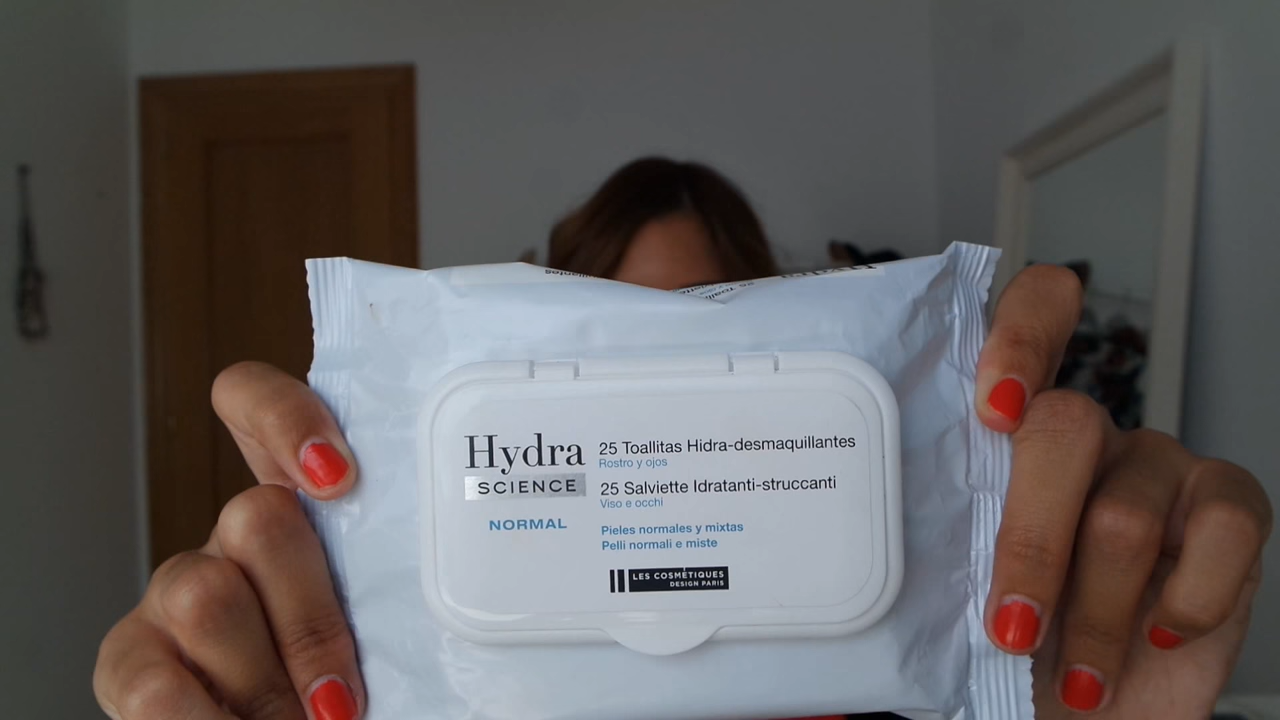 Hydra
SCIENCE
NORMAL
25 Toallitas Hidra-desmaquillantes
Rostro y ojos
25 Salviette Idratanti-struccanti
Viso e occhi
Pieles normales y mixtas
Pelli normali e miste
LES COSMÉTIQUES
DESIGN PARIS